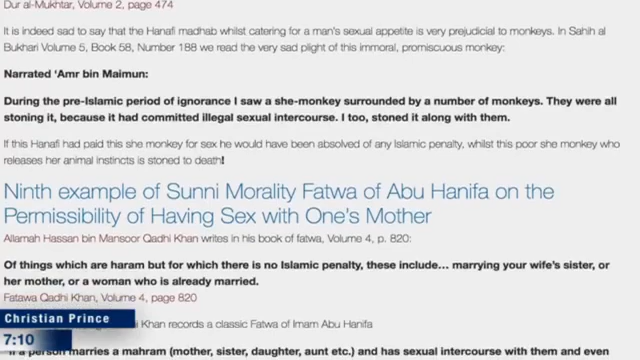 Dur al-Mukhtar, Volume 2, page 474
It is indeed sad to say that the Hanafi madhab whilst catering for a man's sexual appetite is very prejudicial to monkeys. In Sahih al
Bukhari Volume 5, Book 58, Number 188 we read the very sad plight of this immoral, promiscuous monkey:
Narrated 'Amr bin Maimun:
During the pre-Islamic period of ignorance I saw a she-monkey surrounded by a number of monkeys. They were all
stoning it, because it had committed illegal sexual intercourse. I too, stoned it along with them.
If this Hanafi had paid this she monkey for sex he would have been absolved of any Islamic penalty, whilst this poor she monkey who
releases her animal instincts is stoned to death!
Ninth example of Sunni Morality Fatwa of Abu Hanifa on the
Permissibility of Having Sex with One's Mother
Allamah Hassan bin Mansoor Qadhi Khan writes in his book of fatwa, Volume 4, p. 820:
Of things which are haram but for which there is no Islamic penalty, these include... marrying your wife's sister, or
her mother, or a woman who is already married.
Fatawa Qadhi Khan, Volume 4, page 820
Christian Prince
Khan records a classic Fatwa of Imam Abu Hanifa
7:10
If a person marries a mahram (mother, sister, daughter, aunt etc.) and has sexual intercourse with them and even